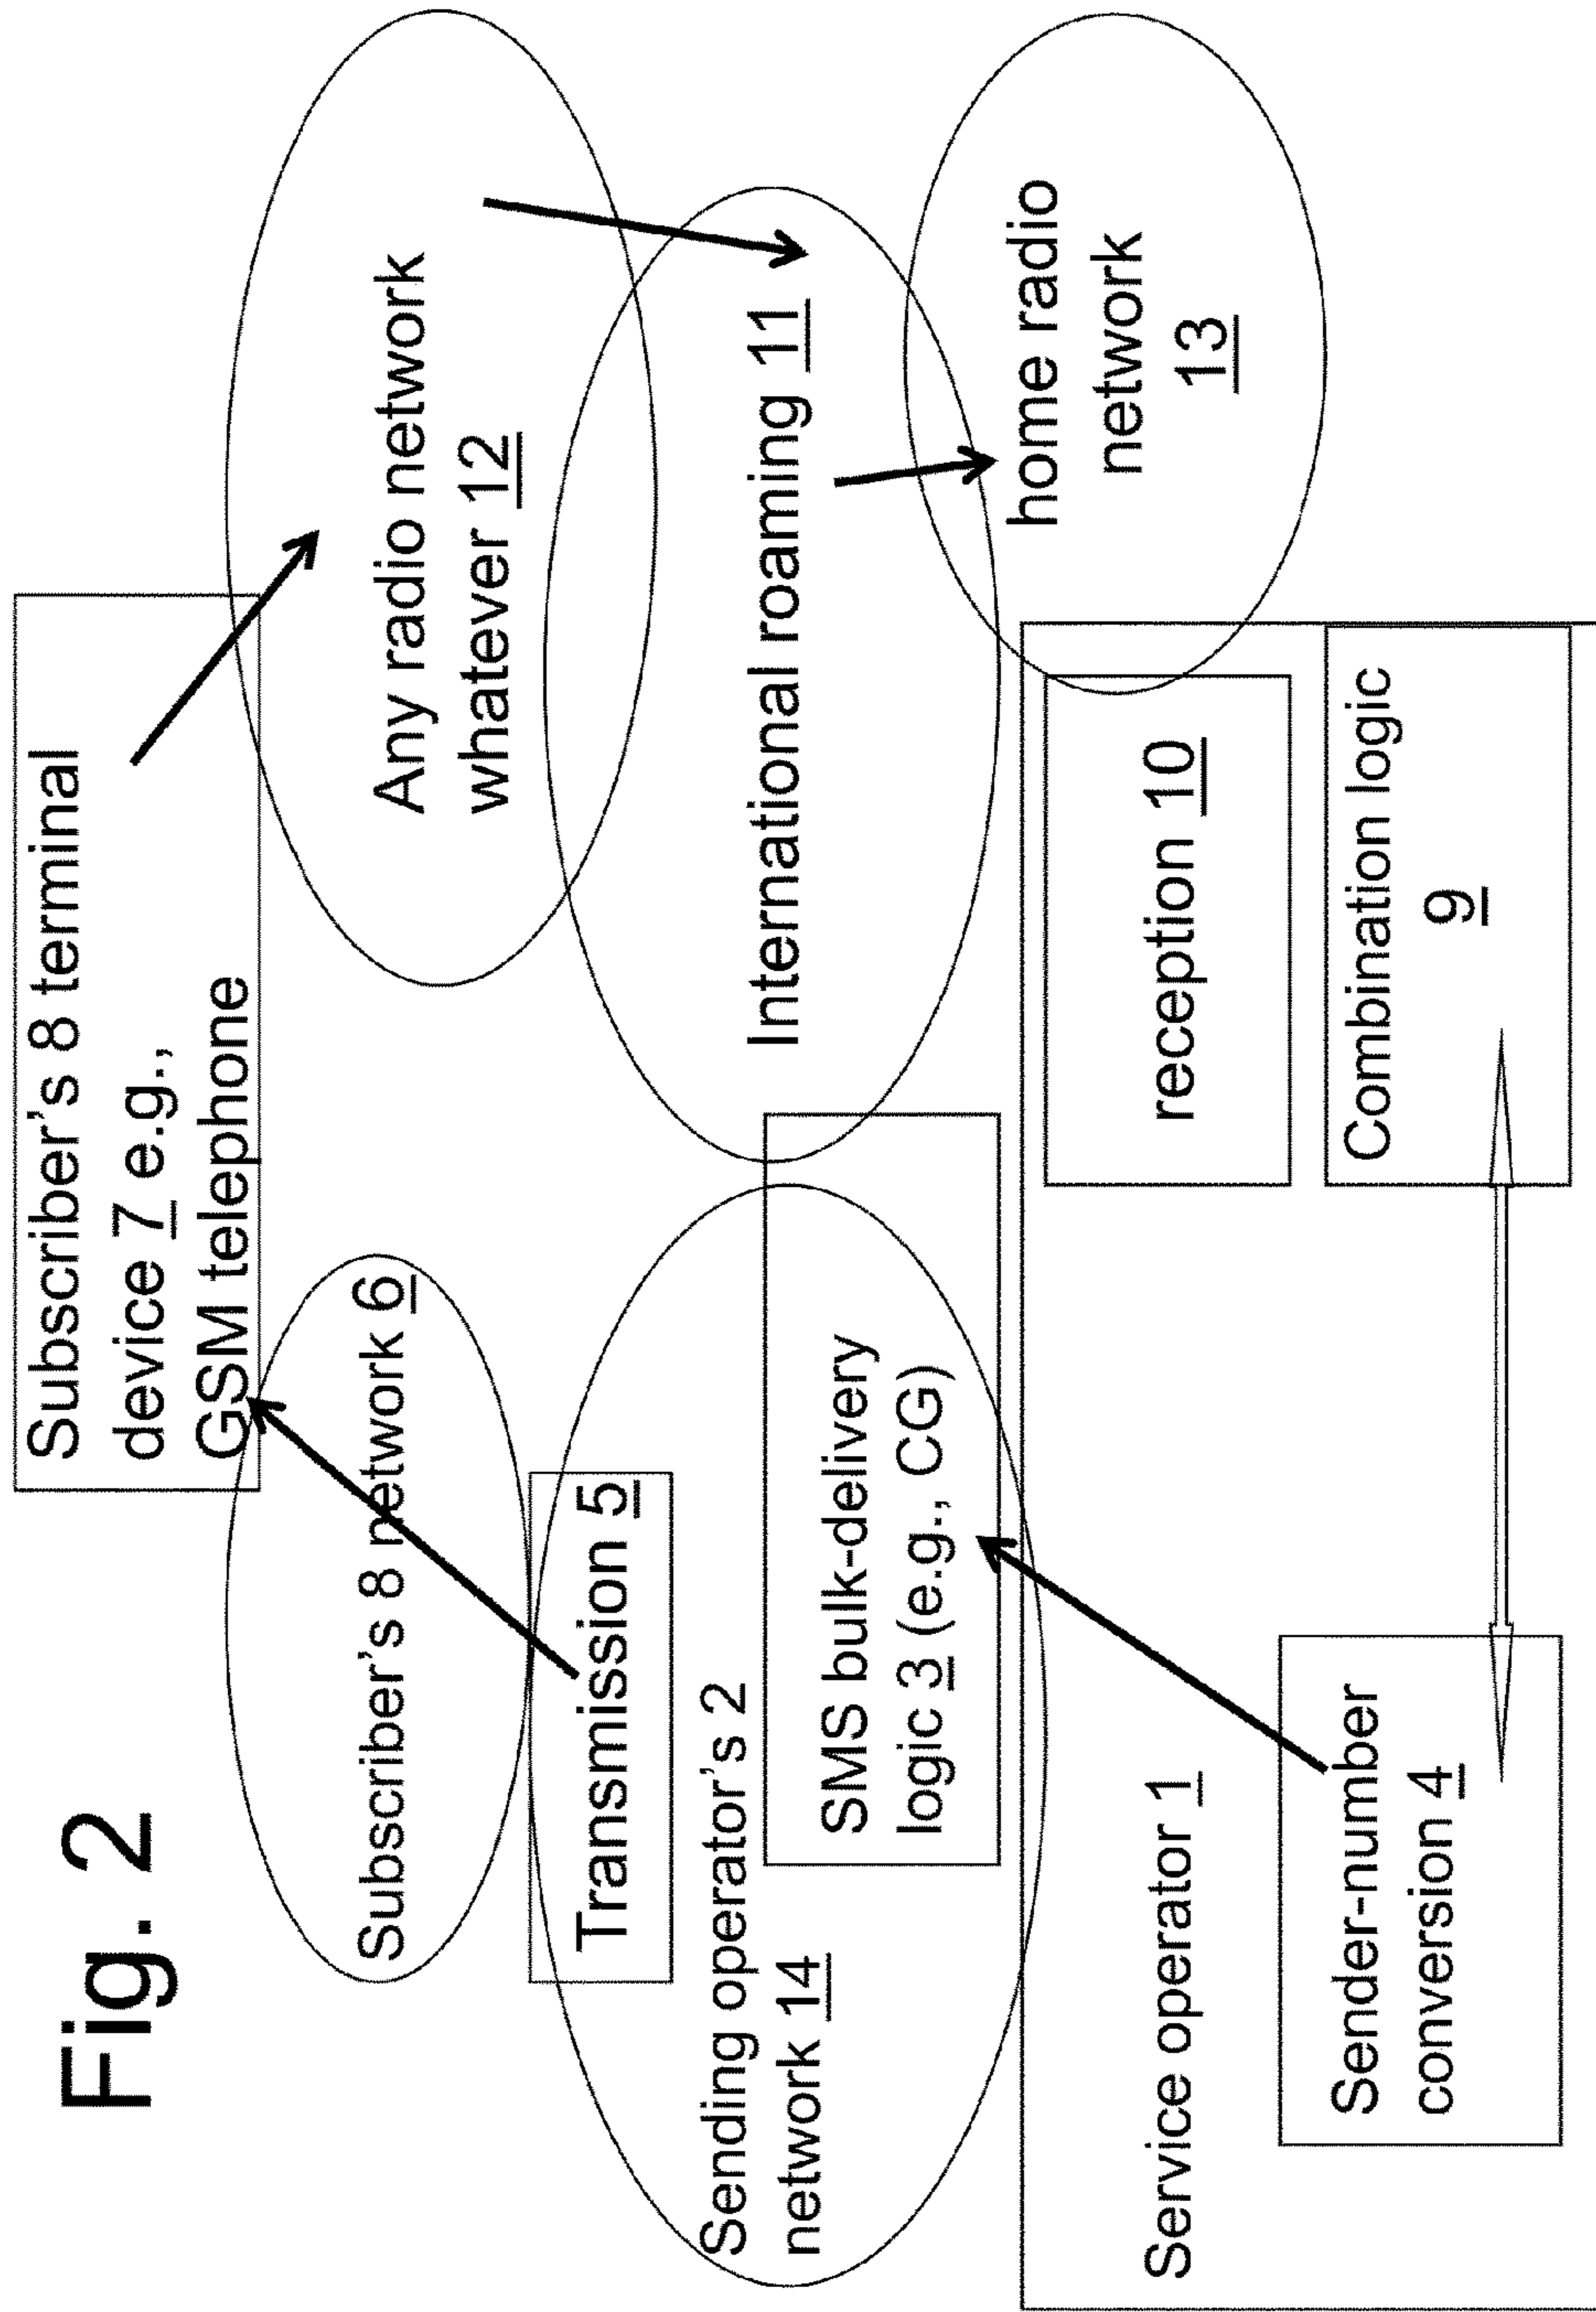 Fig. 2
Subscriber's 8 terminal
device 7 e.g.,
GSM telephone
Subscriber's 8 network 6
Any radio network
whatever 12
Transmission 5
Sending operator's 2
network 14
SMS bulk-delivery
logic 3 (e.g., CG)
International roaming 11
home radio
network
13
Service operator 1
reception 10
Sender-number
conversion 4
Combination logic
9